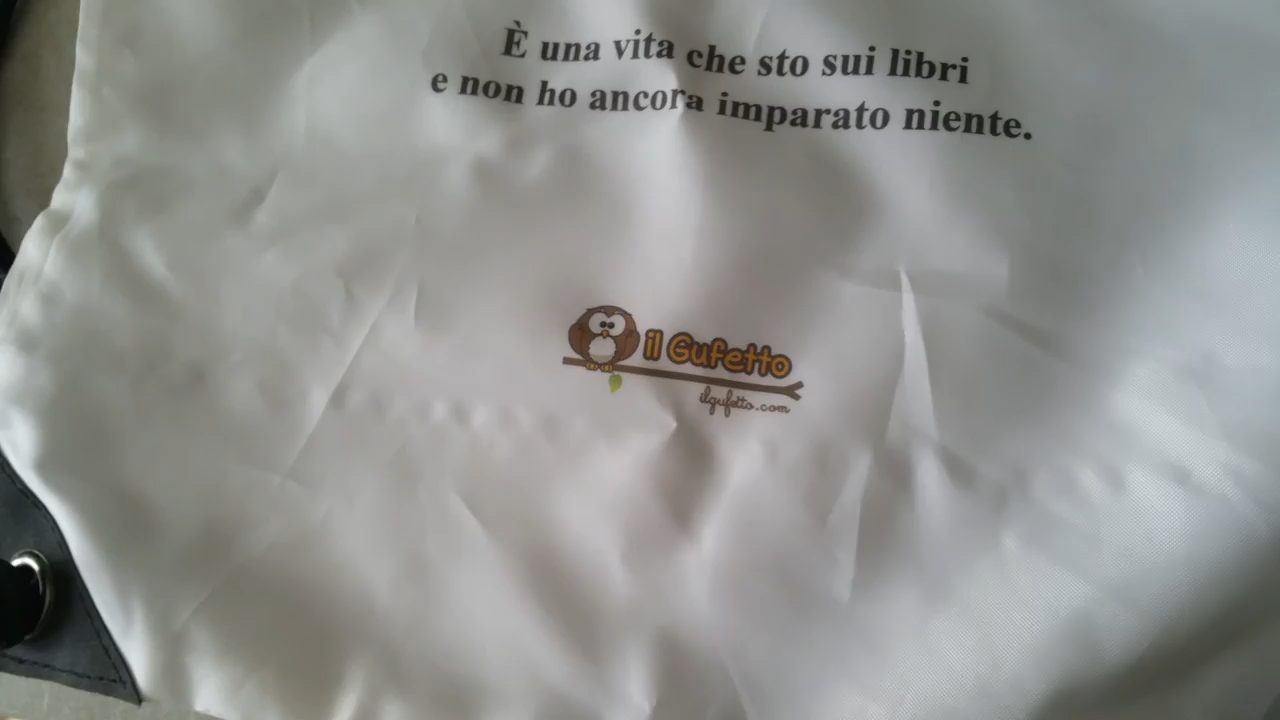 È una vita che sto sui libri
e non ho ancora imparato niente.
il Gufetto
ilgufetto.com